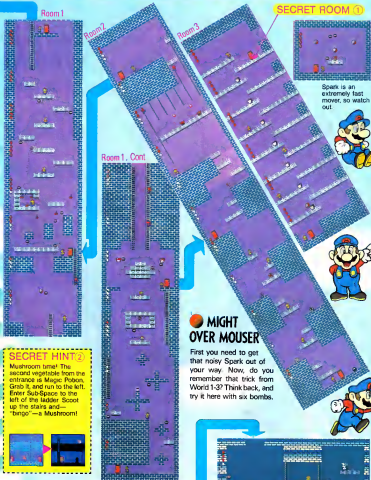 Room 1
Room 2
Room 3
SECRET ROOM ①
Spark is an
extremely fast
mover, so watch
out
Room 1, Cont
MIGHT
OVER MOUSER
First you need to get
that noisy Spark out of
your way. Now, do you
remember that trick from
World 1-3? Think back, and
try it here with six bombs.
SECRET HINT ②
Mushroom time! The
second vegetable from the
entrance is Magic Potion,
Grab it, and run to the left.
Enter Sub-Space to the
left of the ladder Scoot
up the stairs and—
"bingo"—a Mushroom!